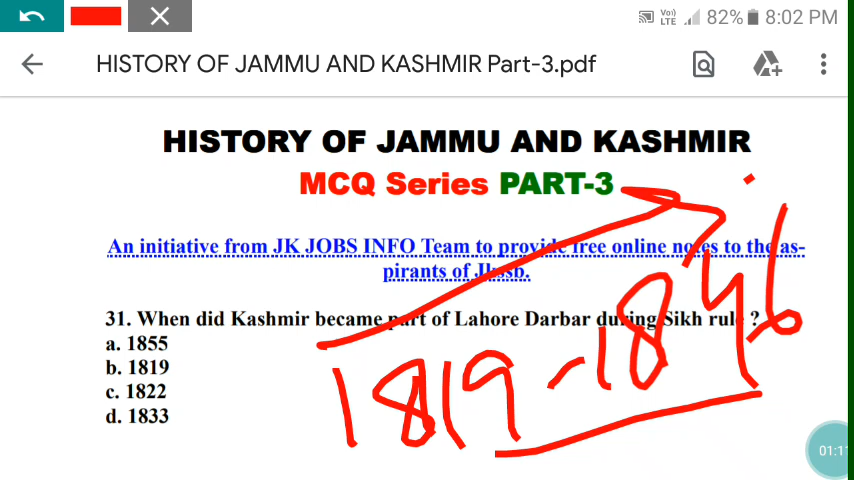 Vo) LTE 82% 8:02 PM
HISTORY OF JAMMU AND KASHMIR Part-3.pdf
HISTORY OF JAMMU AND KASHMIR
MCQ Series PART-3
An initiative from JK JOBS INFO Team to provide free online notes to the as-
pirants of Jkssb.
31. When did Kashmir became part of Lahore Darbar during Sikh rule ?
a. 1855
b. 1819
c. 1822
d. 1833
1819-1846
01:1